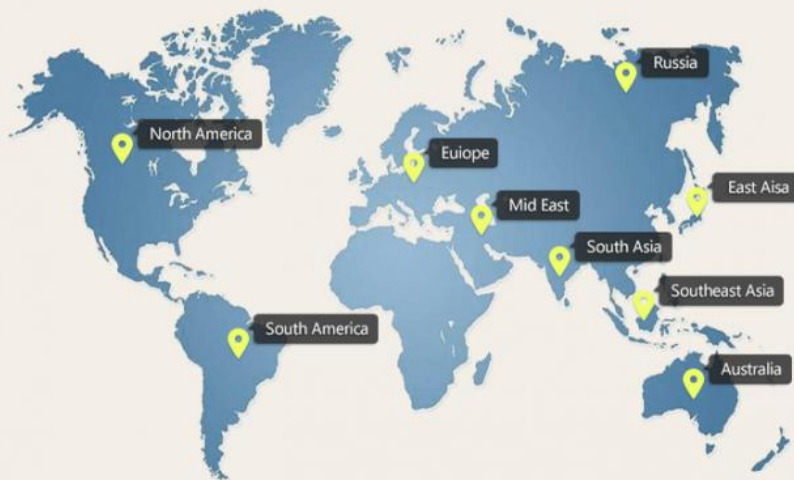 Russia
North America
Euiope
East Aisa
Mid East
South Asia
Southeast Asia
South America
Australia